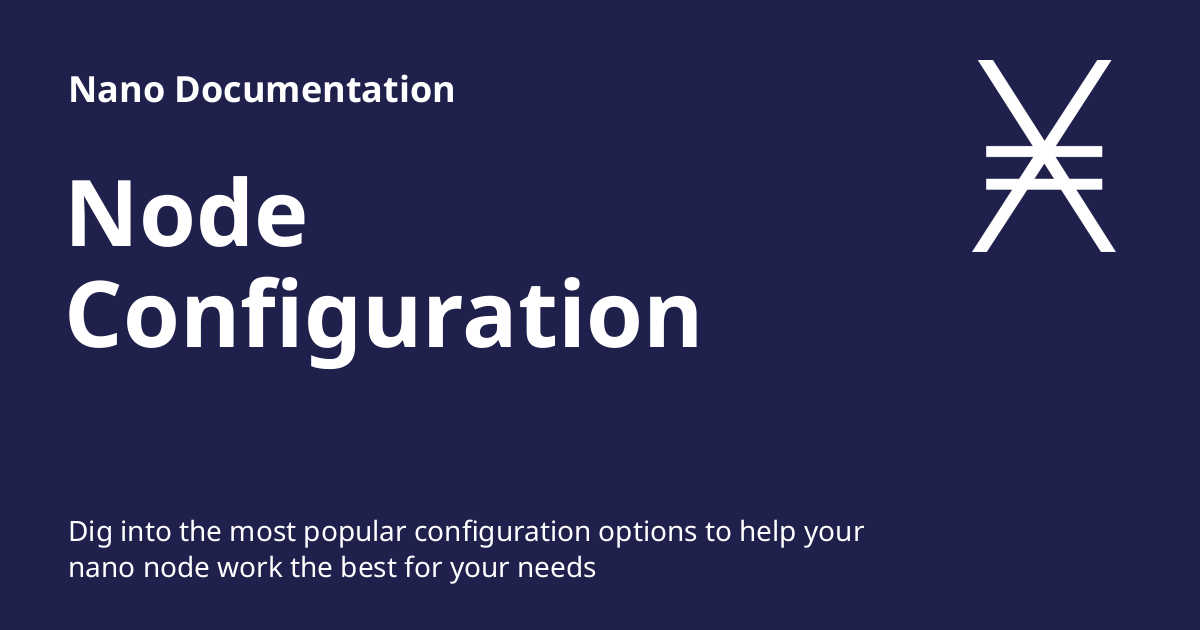 Nano Documentation
Node
Configuration
Dig into the most popular configuration options to help your
nano node work the best for your needs